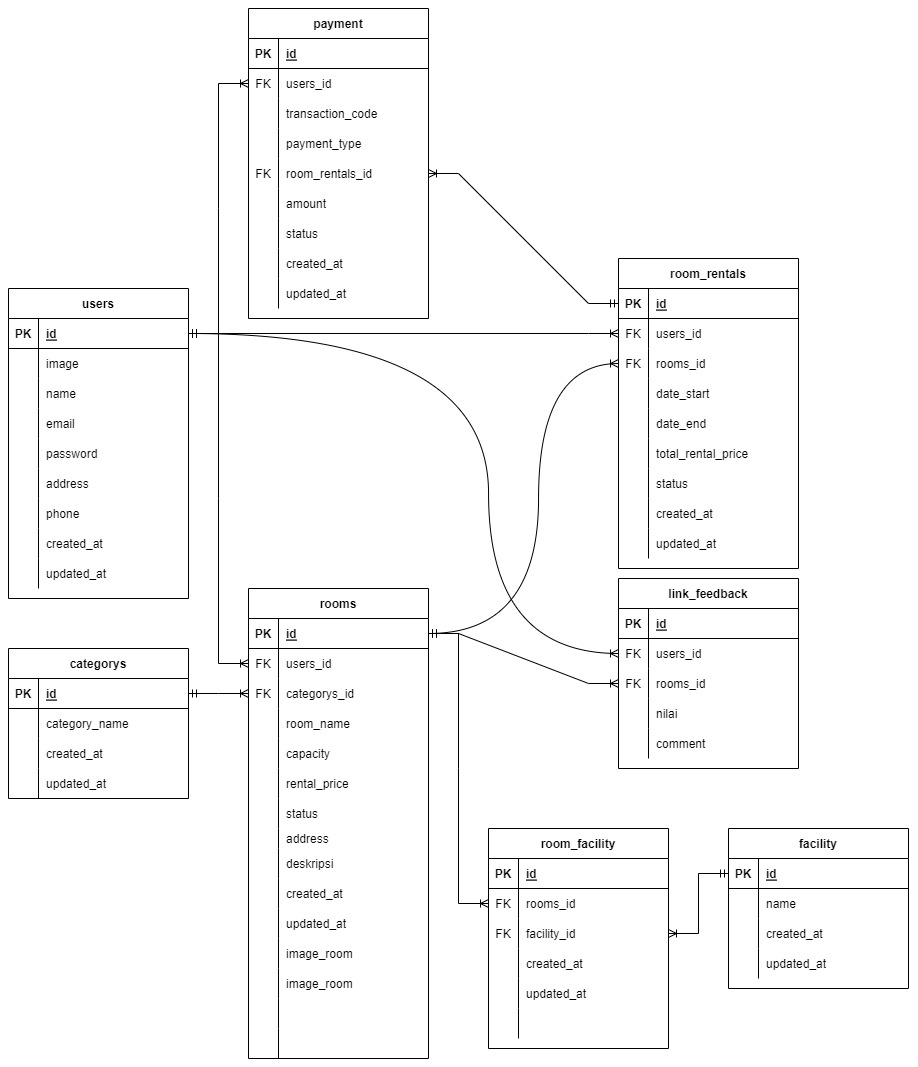 payment
PK id
FK users_id
transaction_code
payment_type
FK room_rentals_id
amount
status
created_at
updated_at
room_rentals
PK id
FK users_id
FK rooms_id
date_start
date_end
total_rental_price
status
created_at
updated_at
users
PK id
image
name
email
password
address
phone
created_at
updated_at
link_feedback
PK id
FK users_id
FK rooms_id
nilai
comment
rooms
PK id
FK users_id
FK categorys_id
room_name
capacity
rental_price
status
address
deskripsi
created_at
updated_at
image_room
image_room
categorys
PK id
category_name
created_at
updated_at
room_facility
PK id
FK rooms_id
FK facility_id
created_at
updated_at
facility
PK id
name
created_at
updated_at